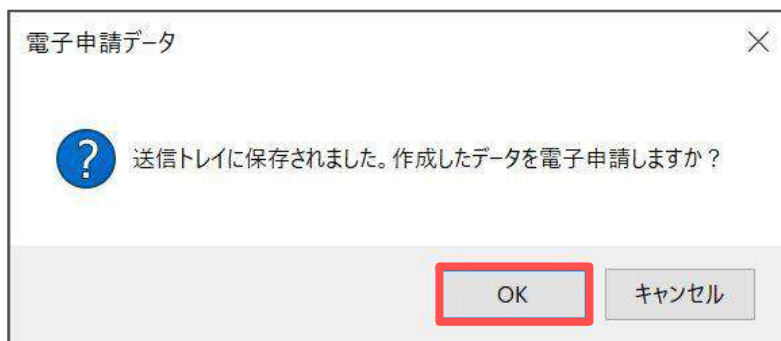 電子申請データ
送信トレイに保存されました。作成したデータを電子申請しますか？
OK
キャンセル